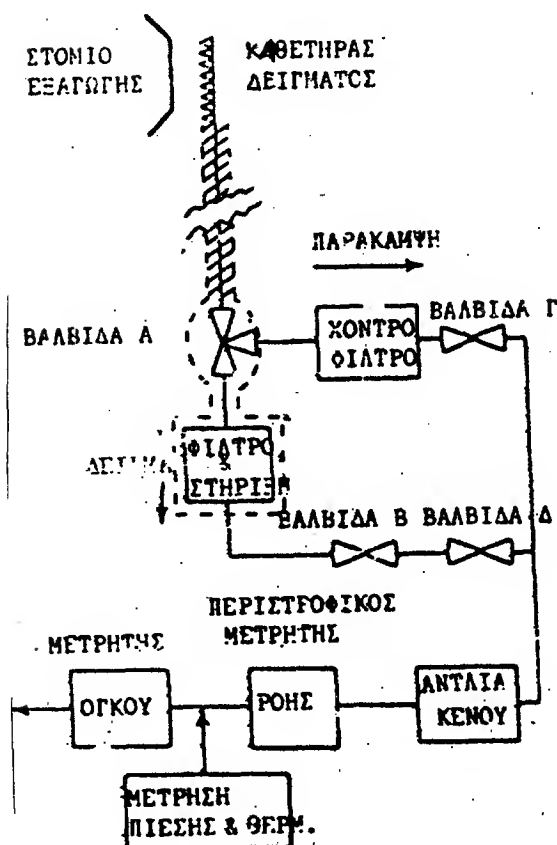 ΣΤΟΜΙΟ
ΕΞΑΓΩΓΗΣ
ΚΑΘΕΤΗΡΑΣ
ΔΕΙΓΜΑΤΟΣ
ΠΑΡΑΚΑΜΨΗ
ΒΑΛΒΙΔΑ Α
ΧΟΝΤΡΟ
ΦΙΛΤΡΟ
ΒΑΛΒΙΔΑ Γ
ΔΕΙΓΜΑ
ΦΙΛΤΡΟ
&
ΣΤΗΡΙΞΗ
ΒΑΛΒΙΔΑ Β ΒΑΛΒΙΔΑ Δ
ΠΕΡΙΣΤΡΟΦΙΚΟΣ
ΜΕΤΡΗΤΗΣ
ΜΕΤΡΗΤΗΣ
ΟΓΚΟΥ
ΡΟΗΣ
ΑΝΤΛΙΑ
ΚΕΝΟΥ
ΜΕΤΡΗΣΗ
ΠΙΕΣΗΣ & ΘΕΡΜ.